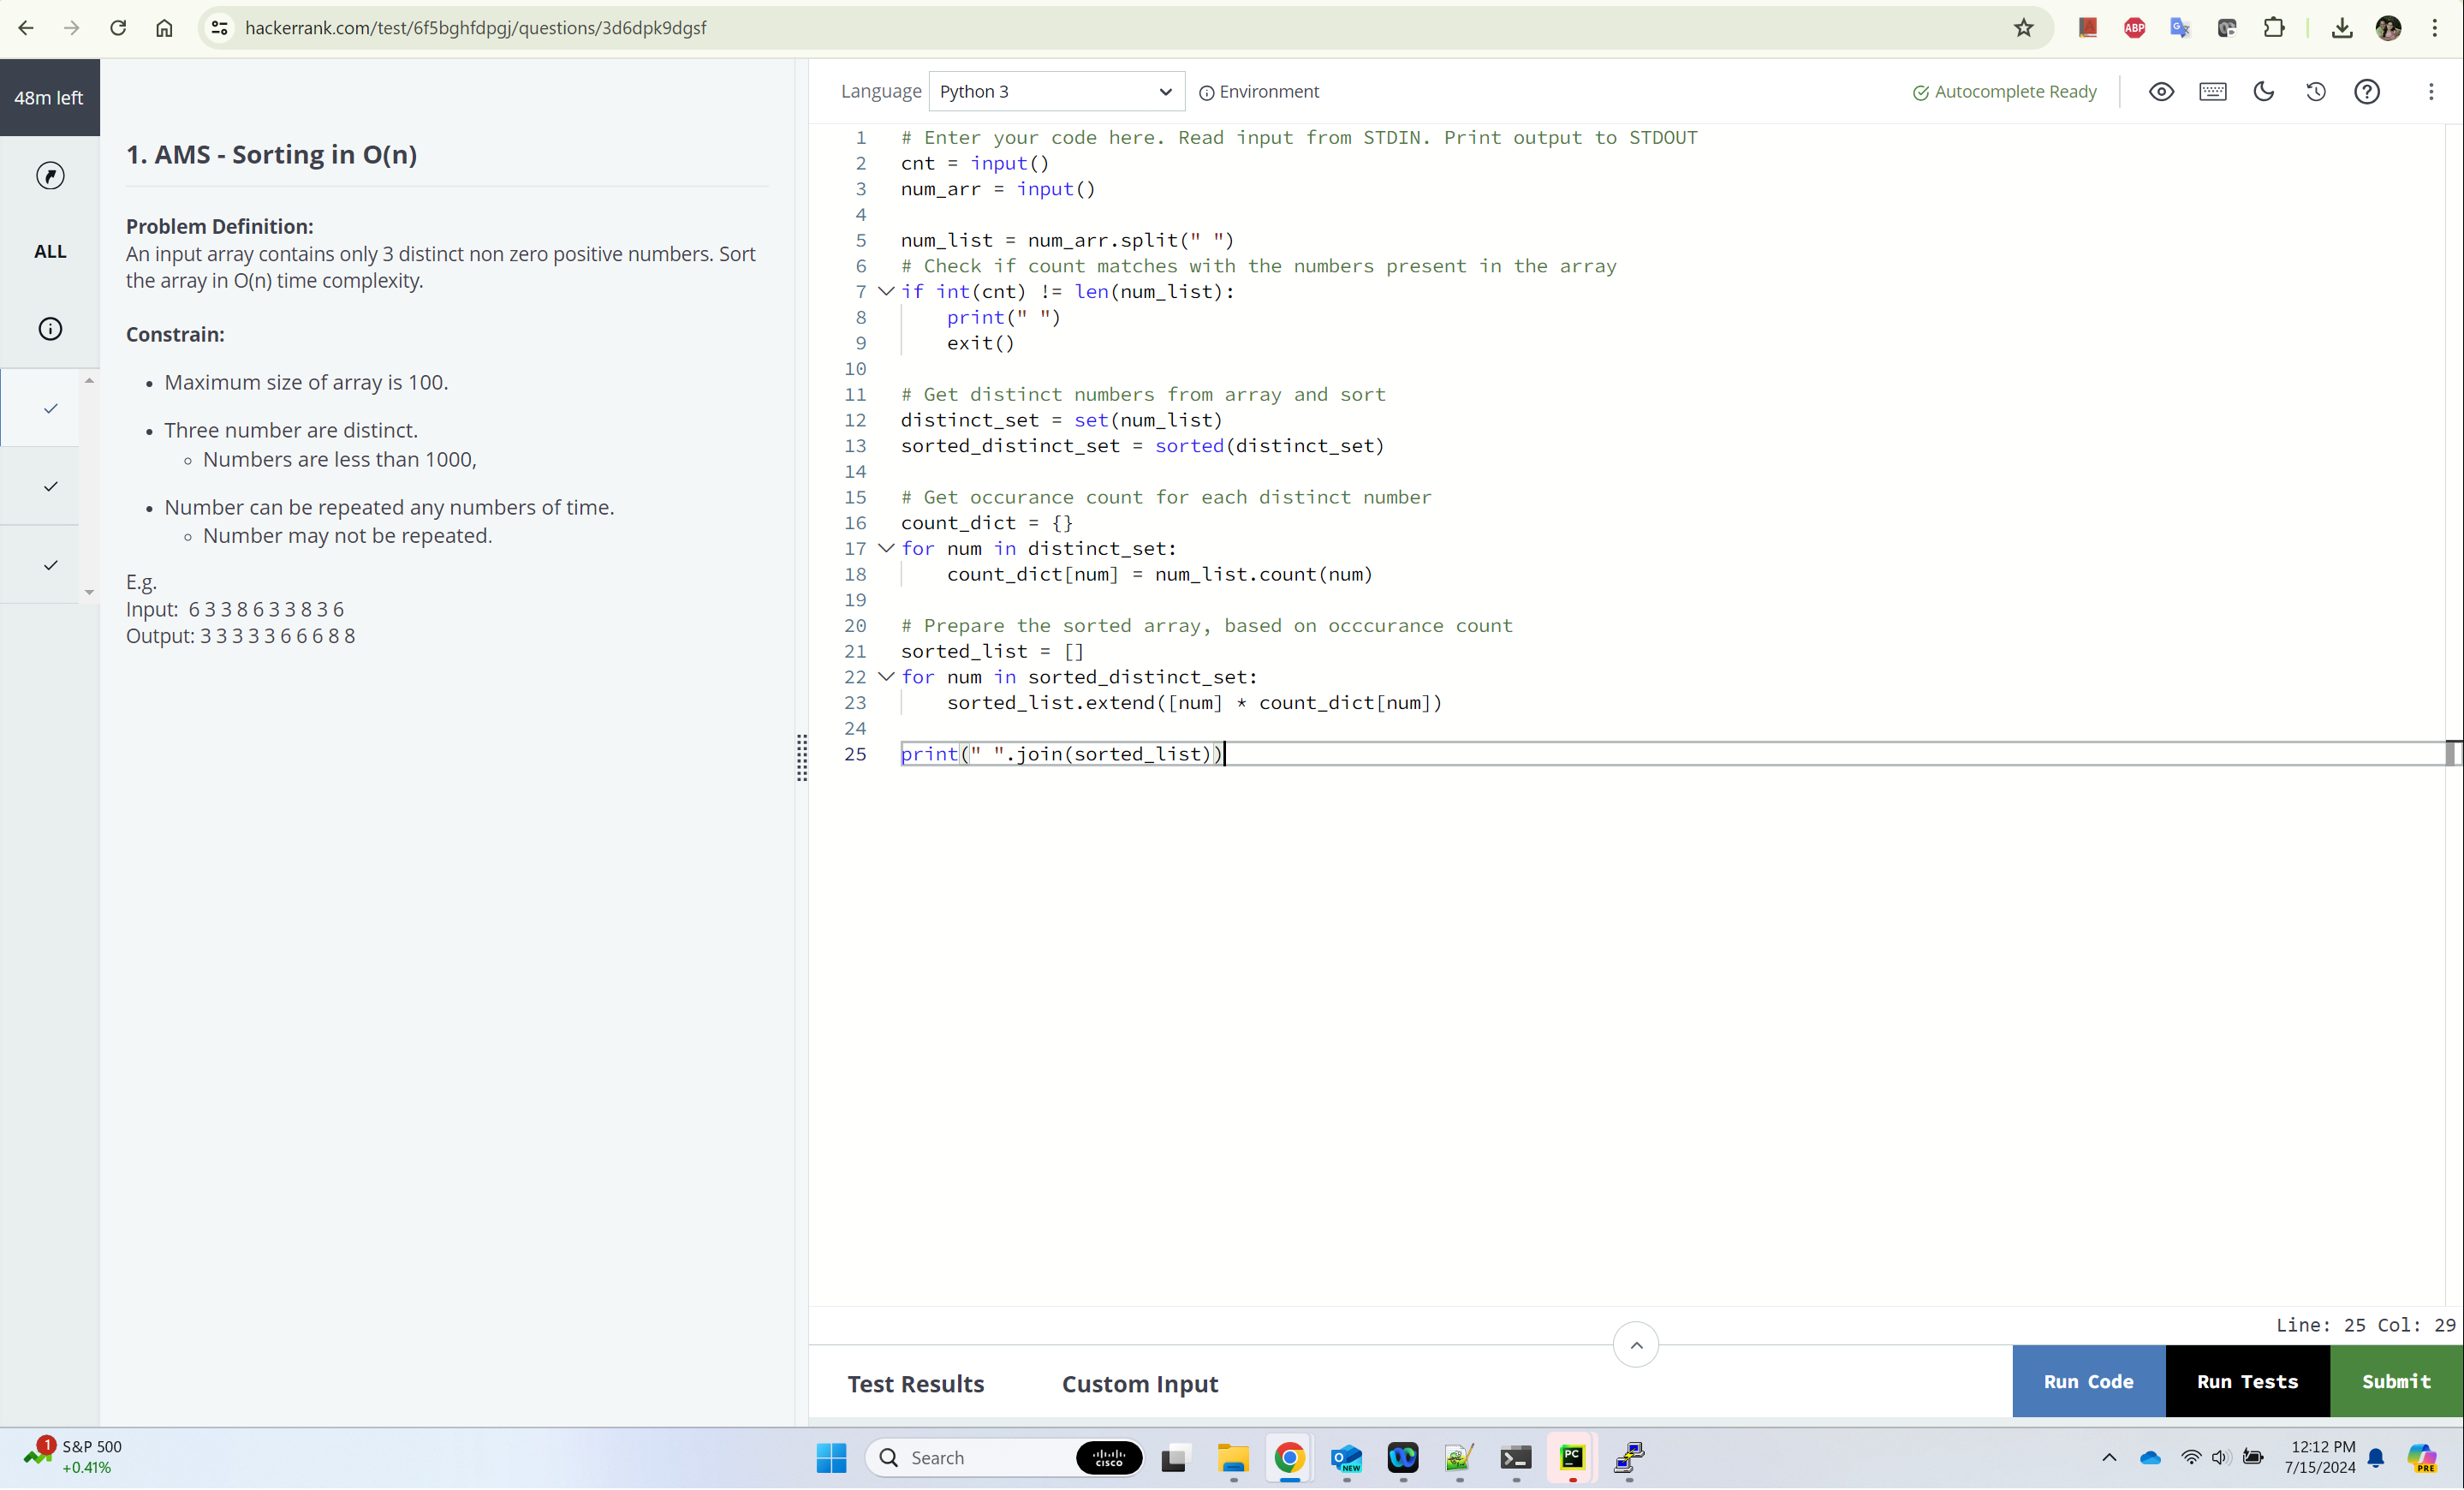 hackerrank.com/test/6f5bghfdpgj/questions/3d6dpk9dgsf
ABP
48m left
ALL
1. AMS - Sorting in O(n)
Problem Definition:
An input array contains only 3 distinct non zero positive numbers. Sort
the array in O(n) time complexity.
Constrain:
• Maximum size of array is 100.
• Three number are distinct.
◦ Numbers are less than 1000,
• Number can be repeated any numbers of time.
◦ Number may not be repeated.
E.g.
Input:  6 3 3 8 6 3 3 8 3 6
Output: 3 3 3 3 3 6 6 6 8 8
Language Python 3 Environment Autocomplete Ready
1 # Enter your code here. Read input from STDIN. Print output to STDOUT
2 cnt = input()
3 num_arr = input()
4
5 num_list = num_arr.split(" ")
6 # Check if count matches with the numbers present in the array
7 if int(cnt) != len(num_list):
8     print(" ")
9     exit()
10
11 # Get distinct numbers from array and sort
12 distinct_set = set(num_list)
13 sorted_distinct_set = sorted(distinct_set)
14
15 # Get occurance count for each distinct number
16 count_dict = {}
17 for num in distinct_set:
18     count_dict[num] = num_list.count(num)
19
20 # Prepare the sorted array, based on occcurance count
21 sorted_list = []
22 for num in sorted_distinct_set:
23     sorted_list.extend([num] * count_dict[num])
24
25 print(" ".join(sorted_list))
Line: 25 Col: 29
Test Results Custom Input Run Code Run Tests Submit
1 S&P 500
+0.41%
Search
CISCO
NEW
PC
12:12 PM
7/15/2024
PRE